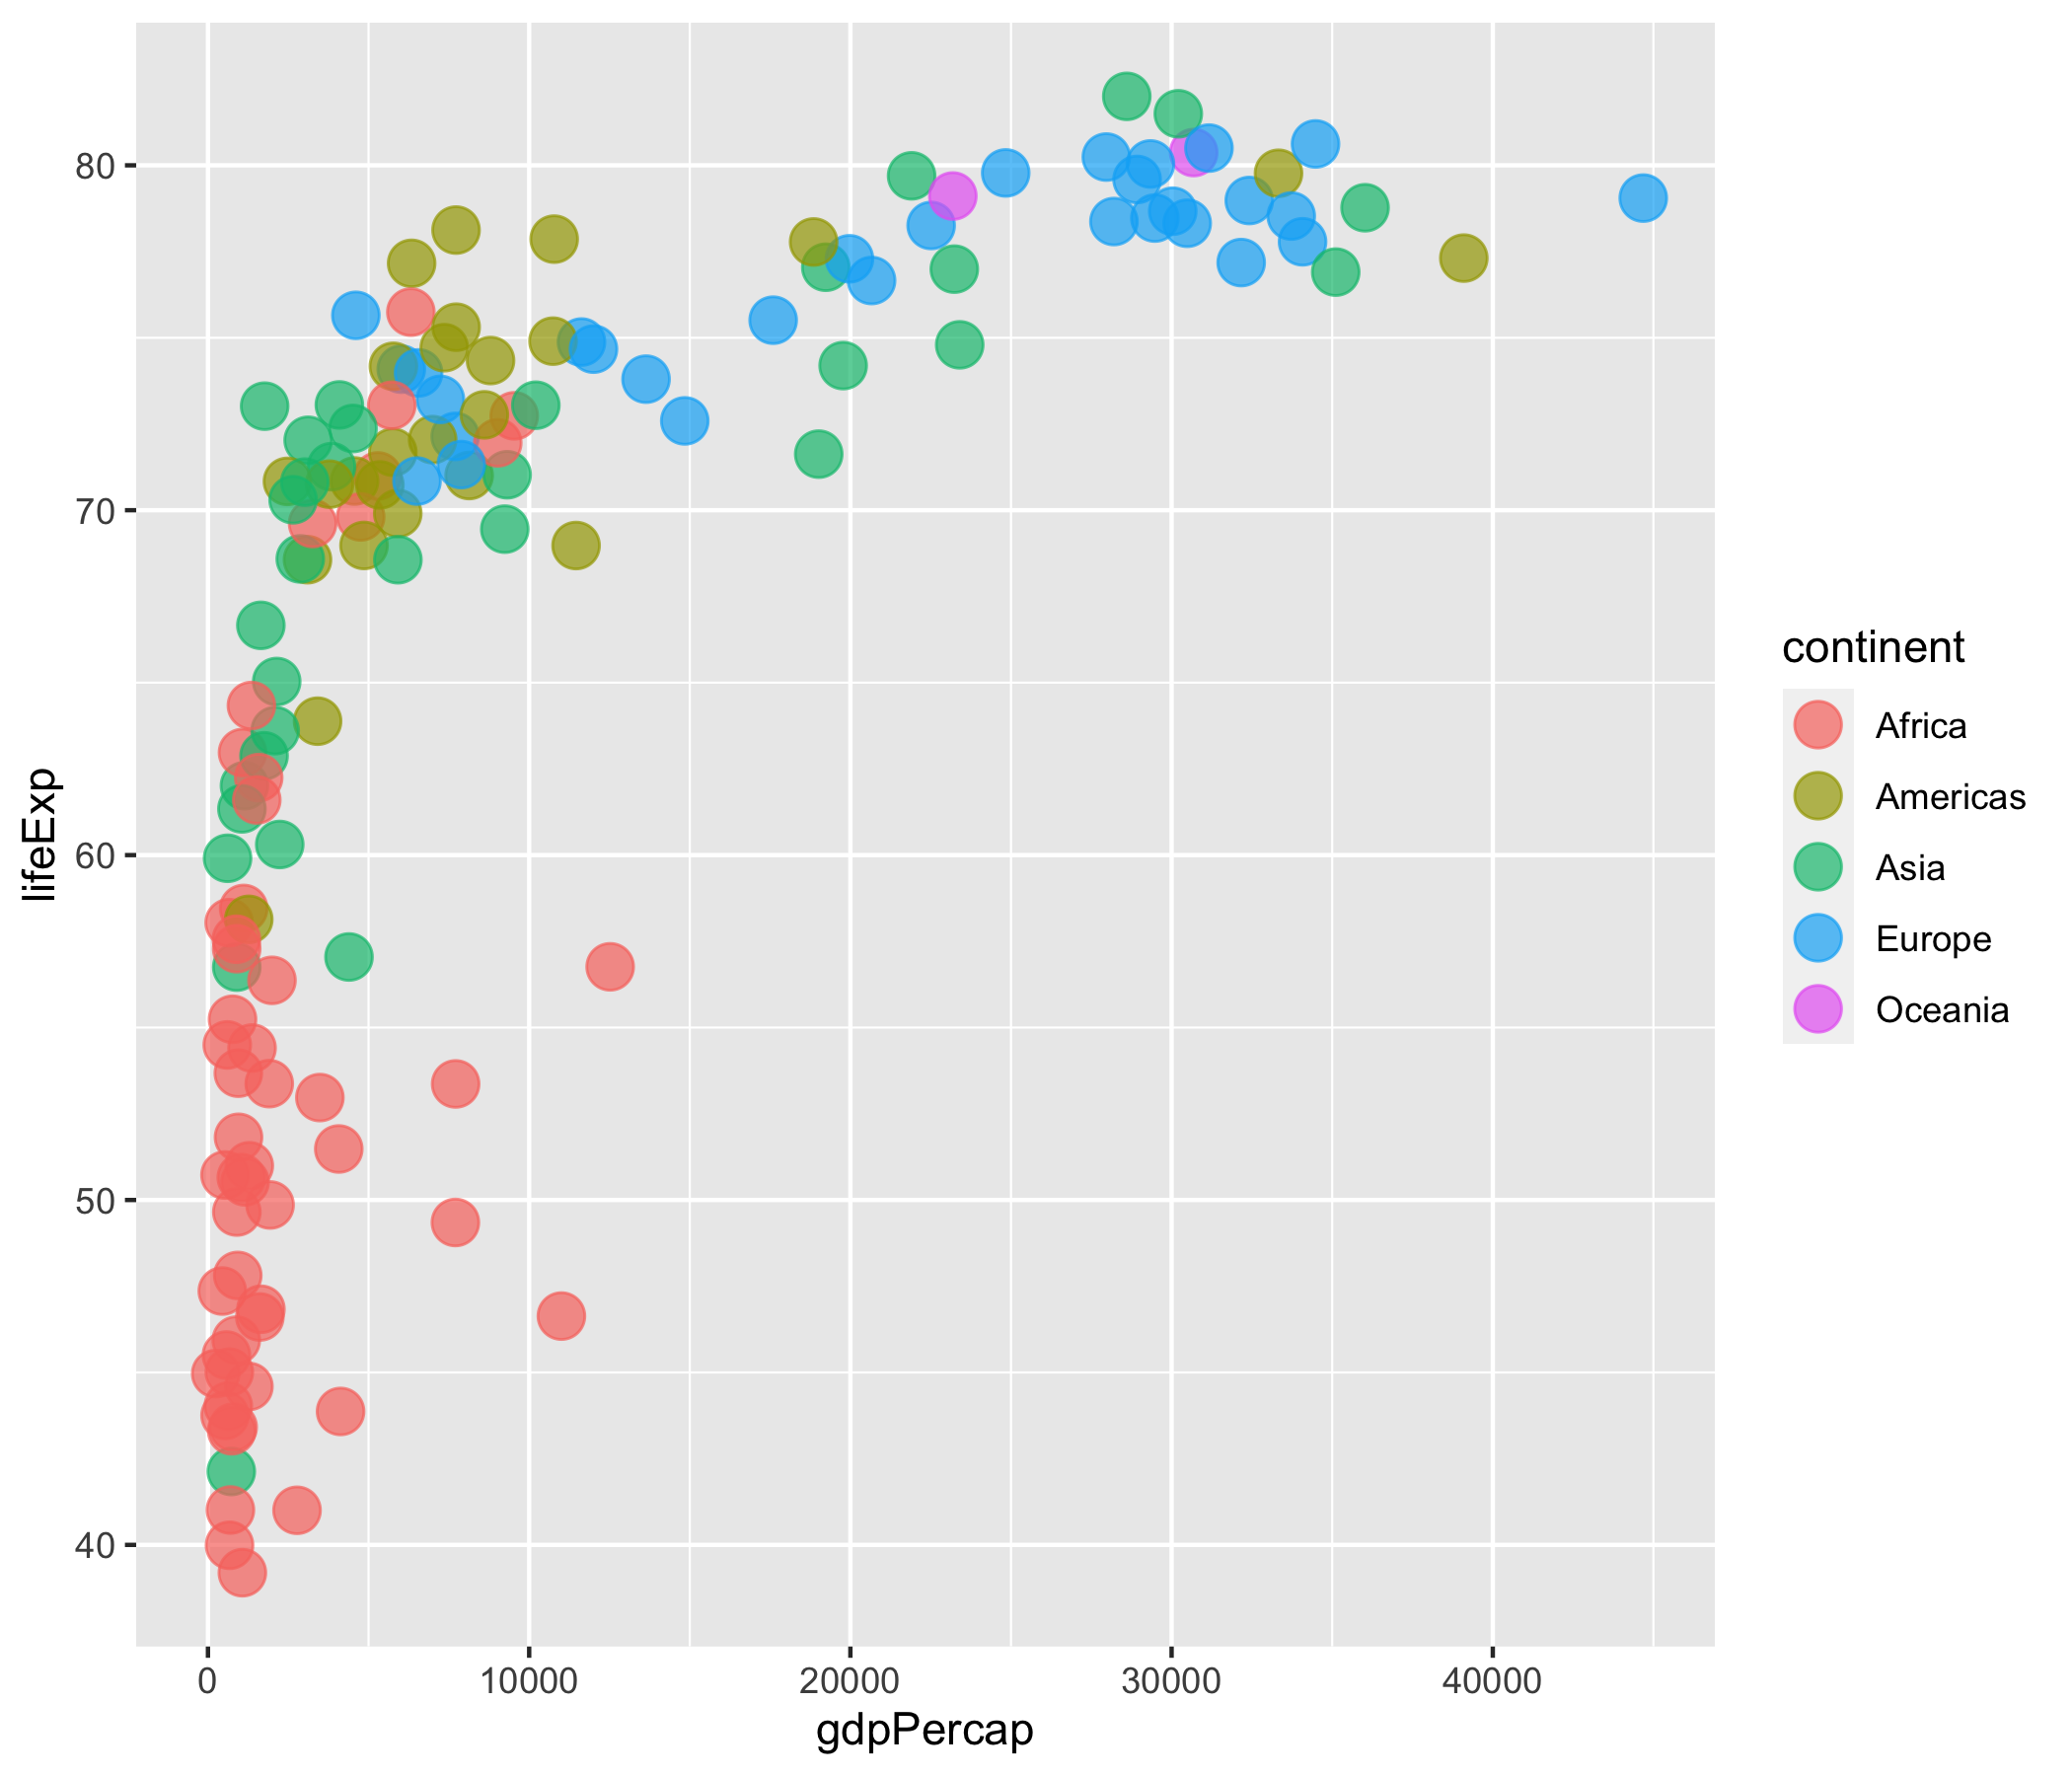 lifeExp
80
70
60
50
40
0 10000 20000 30000 40000
gdpPercap
continent
Africa
Americas
Asia
Europe
Oceania